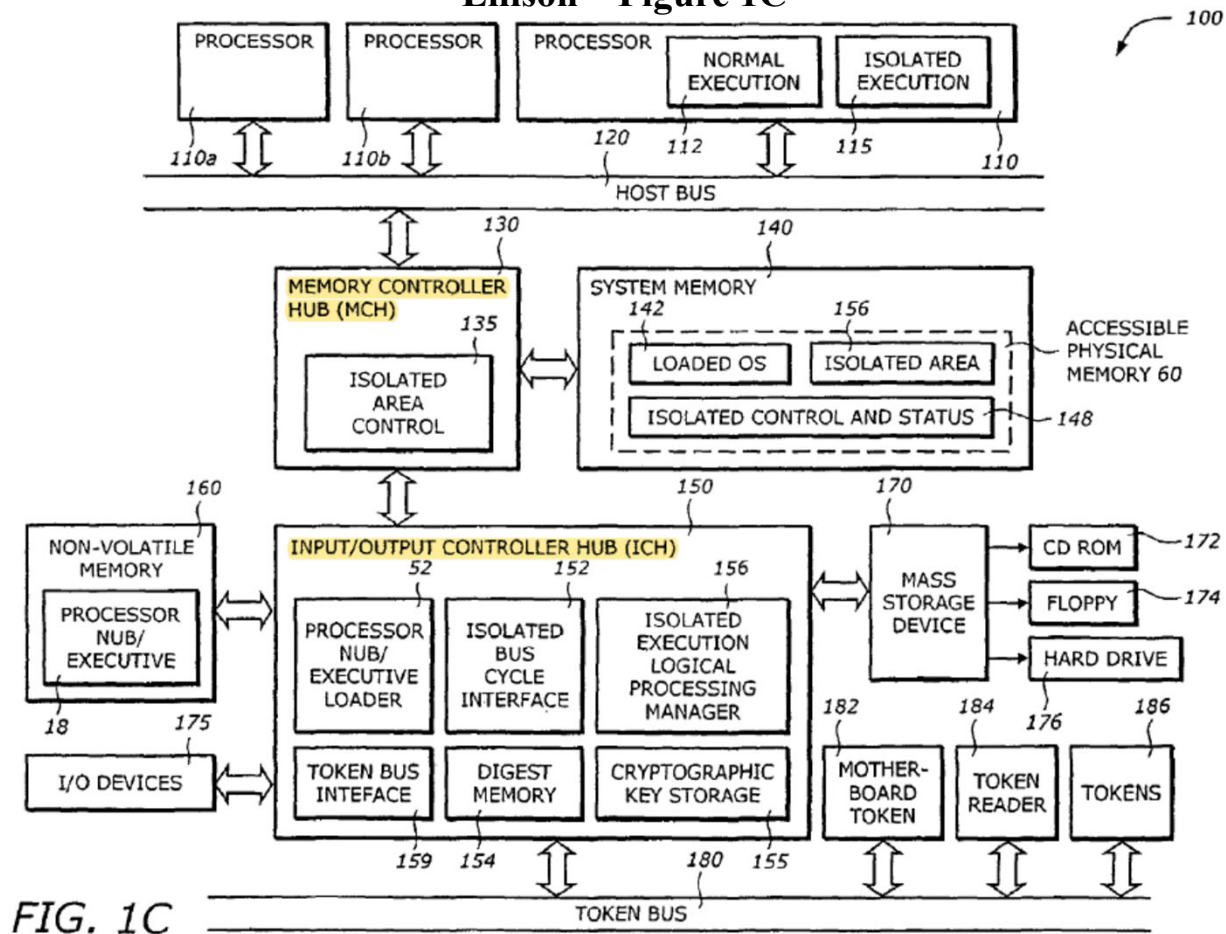 Ellison – Figure 1C
100
PROCESSOR
110a
PROCESSOR
110b
PROCESSOR
NORMAL
EXECUTION
112
ISOLATED
EXECUTION
115
110
120
HOST BUS
130
MEMORY CONTROLLER
HUB (MCH)
135
ISOLATED
AREA
CONTROL
140
SYSTEM MEMORY
142
LOADED OS
156
ISOLATED AREA
ISOLATED CONTROL AND STATUS
148
ACCESSIBLE
PHYSICAL
MEMORY 60
160
NON-VOLATILE
MEMORY
PROCESSOR
NUB/
EXECUTIVE
18
175
I/O DEVICES
150
INPUT/OUTPUT CONTROLLER HUB (ICH)
52
PROCESSOR
NUB/
EXECUTIVE
LOADER
152
ISOLATED
BUS
CYCLE
INTERFACE
156
ISOLATED
EXECUTION
LOGICAL
PROCESSING
MANAGER
TOKEN BUS
INTEFACE
159
DIGEST
MEMORY
154
CRYPTOGRAPHIC
KEY STORAGE
155
170
MASS
STORAGE
DEVICE
CD ROM
172
FLOPPY
174
HARD DRIVE
176
182
MOTHER-
BOARD
TOKEN
184
TOKEN
READER
186
TOKENS
180
TOKEN BUS
FIG. 1C